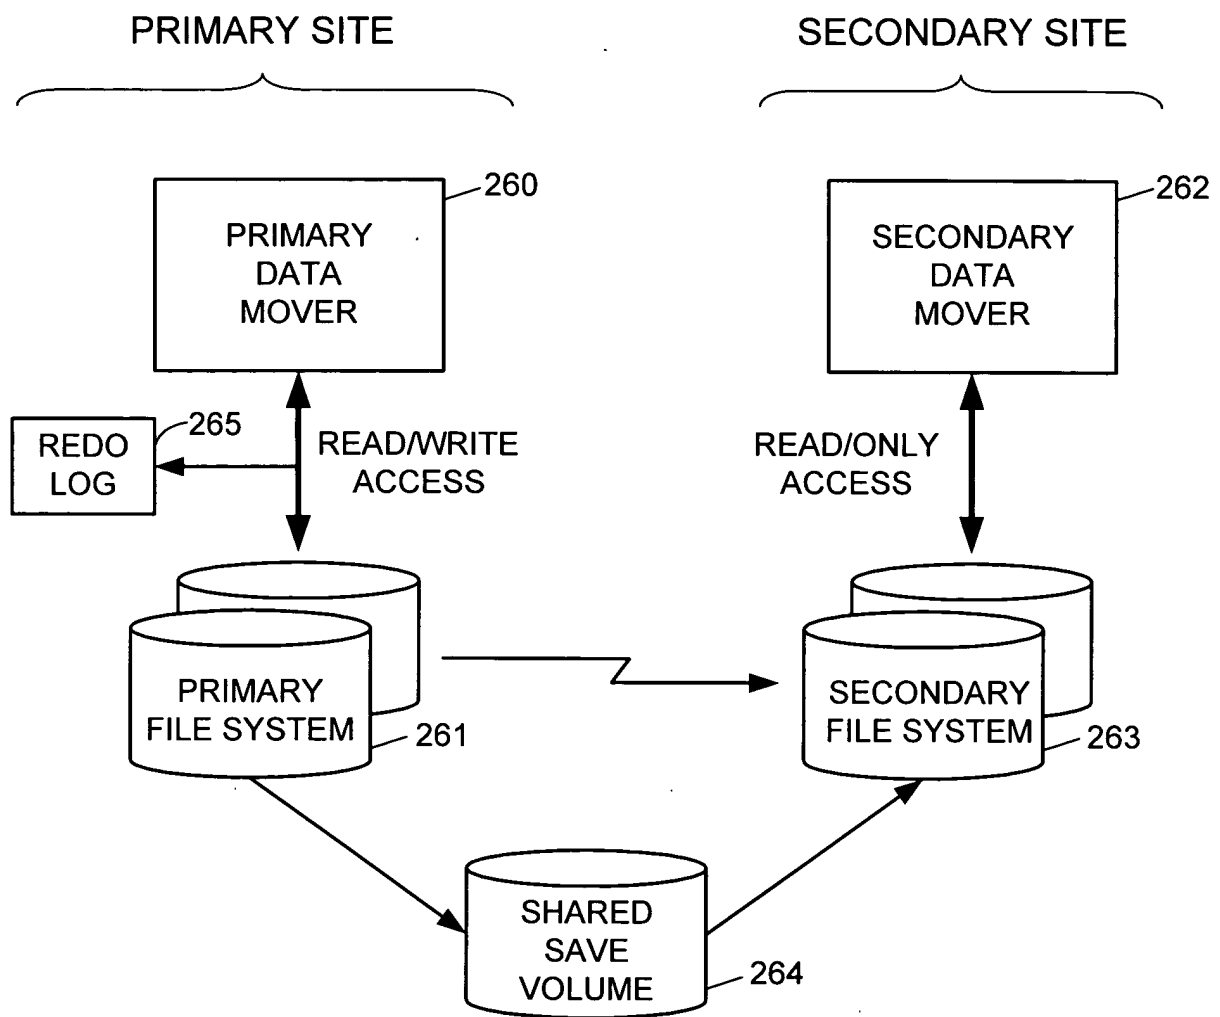 PRIMARY SITE
SECONDARY SITE
260
PRIMARY
DATA
MOVER
262
SECONDARY
DATA
MOVER
265
REDO
LOG
READ/WRITE
ACCESS
READ/ONLY
ACCESS
PRIMARY
FILE SYSTEM
261
SECONDARY
FILE SYSTEM
263
SHARED
SAVE
VOLUME
264